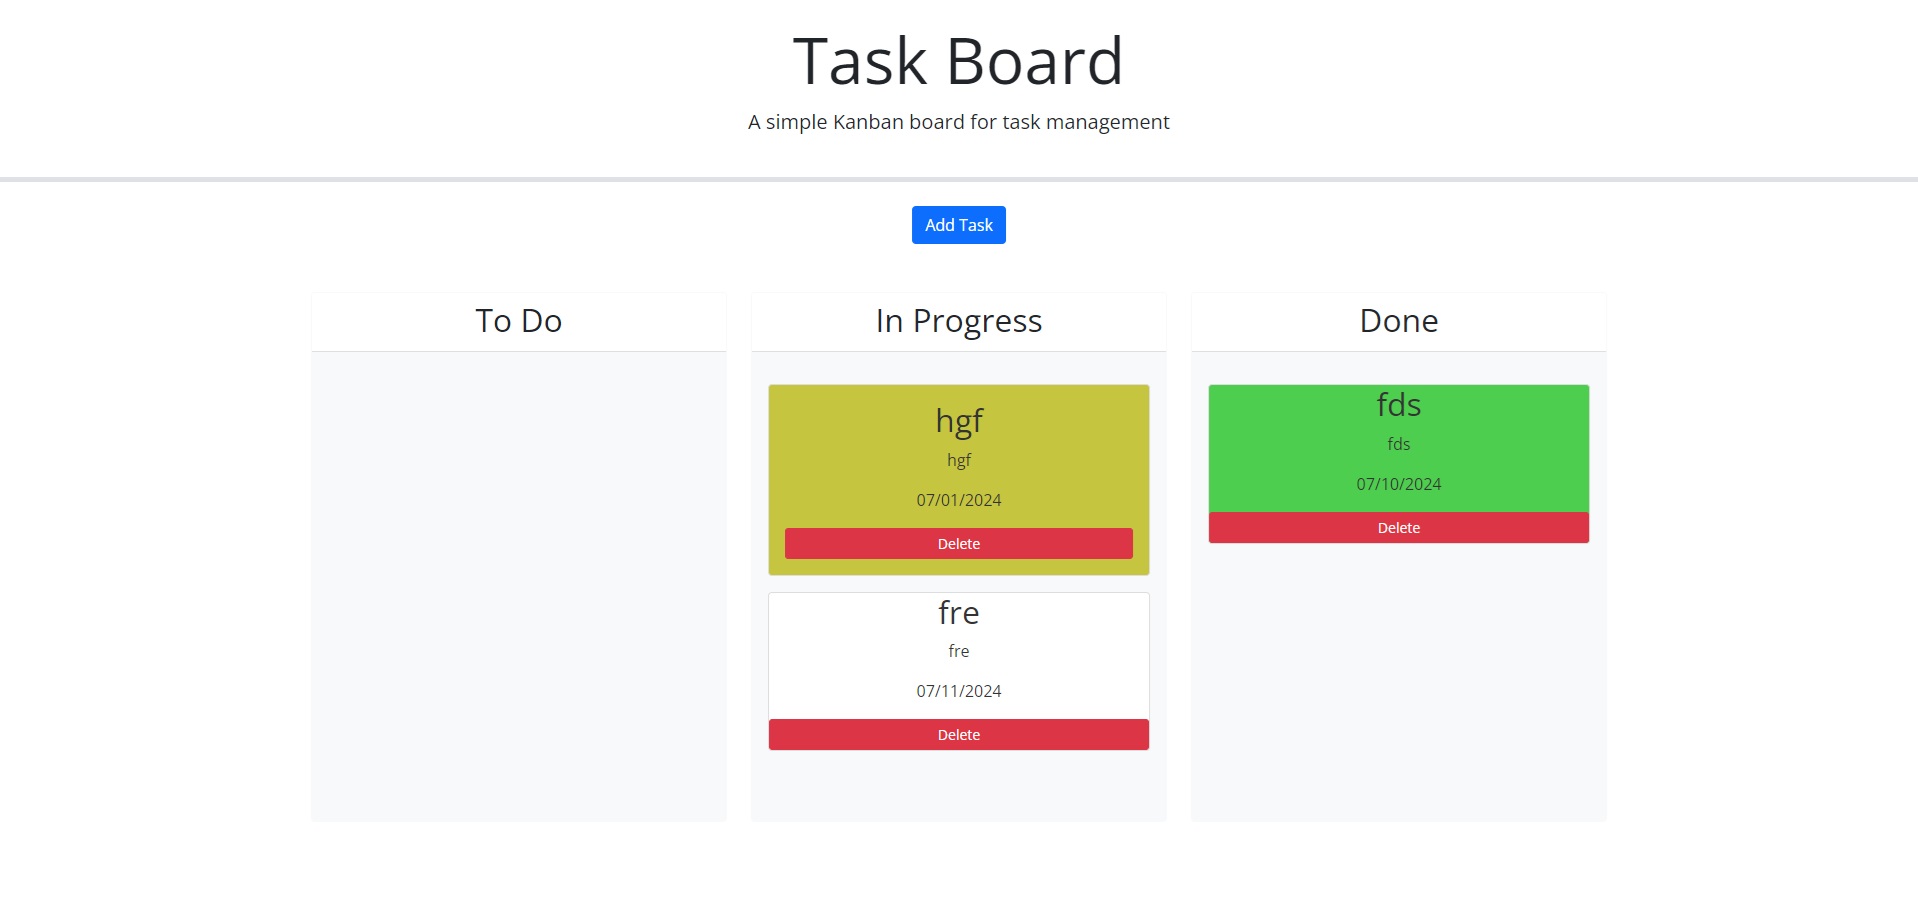 Task Board
A simple Kanban board for task management
Add Task
To Do
In Progress
hgf
hgf
07/01/2024
Delete
fre
fre
07/11/2024
Delete
Done
fds
fds
07/10/2024
Delete